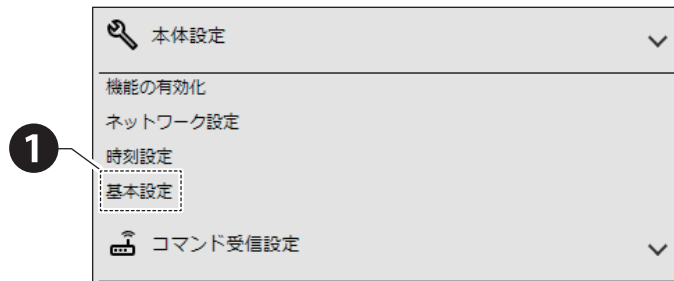 本体設定
機能の有効化
ネットワーク設定
時刻設定
1
基本設定
コマンド受信設定